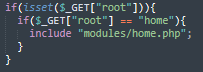 if(isset($_GET["root"])){
  if($_GET["root"] == "home"){
    include "modules/home.php";
  }
}